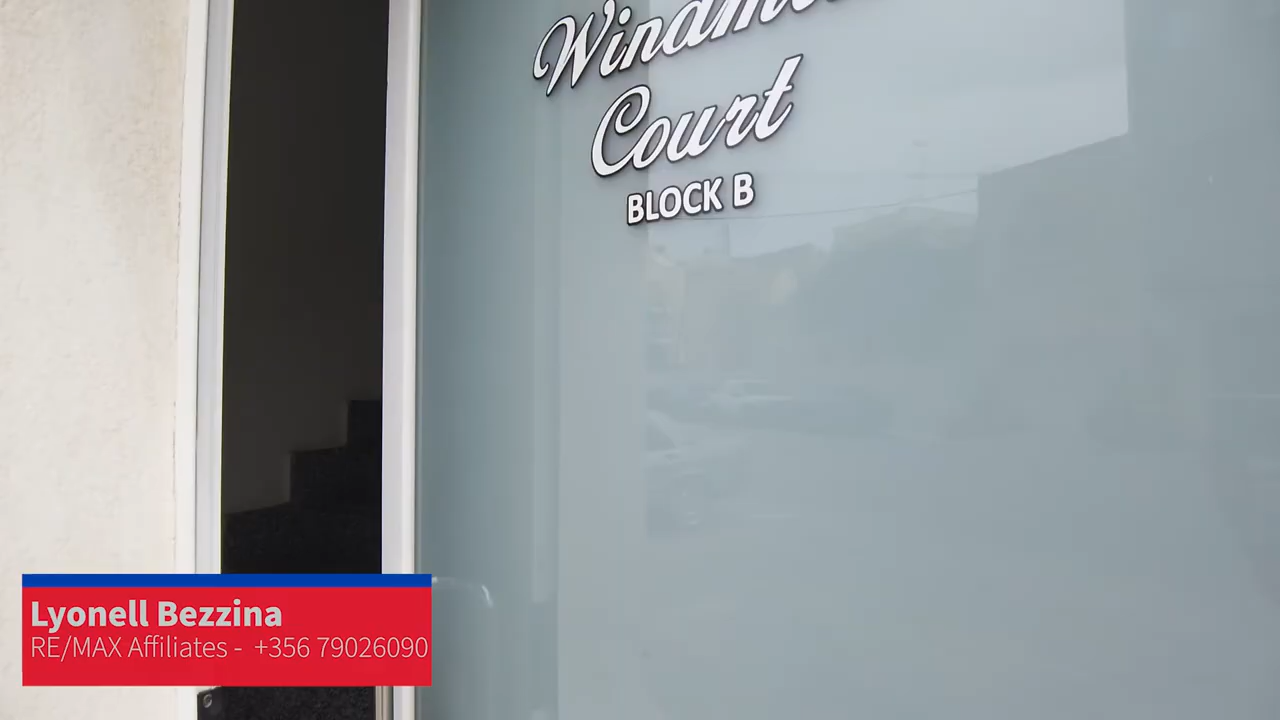 Court
BLOCK B
Lyonell Bezzina
RE/MAX Affiliates - +356 79026090